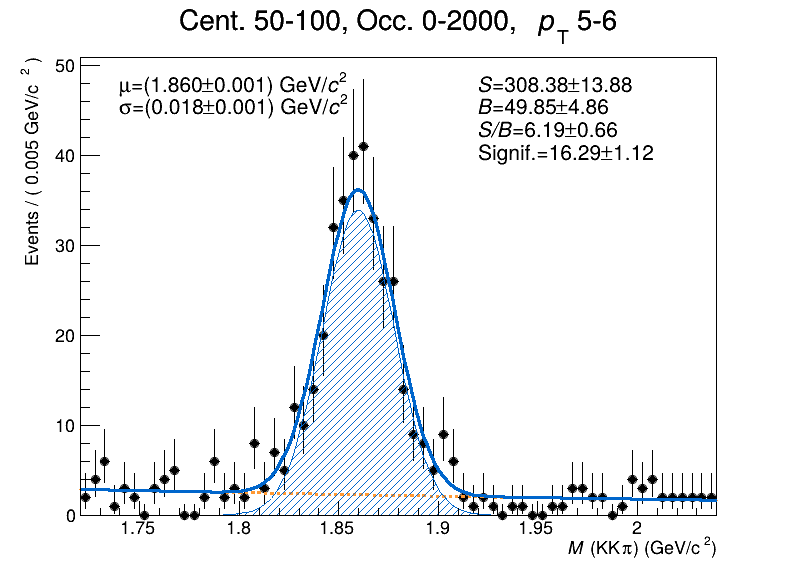 Cent. 50-100, Occ. 0-2000, p_T 5-6
μ=(1.860±0.001) GeV/c²
σ=(0.018±0.001) GeV/c²
S=308.38±13.88
B=49.85±4.86
S/B=6.19±0.66
Signif.=16.29±1.12
Events / ( 0.005 GeV/c ² )
50
40
30
20
10
0
1.75 1.8 1.85 1.9 1.95 2
M (KKπ) (GeV/c²)